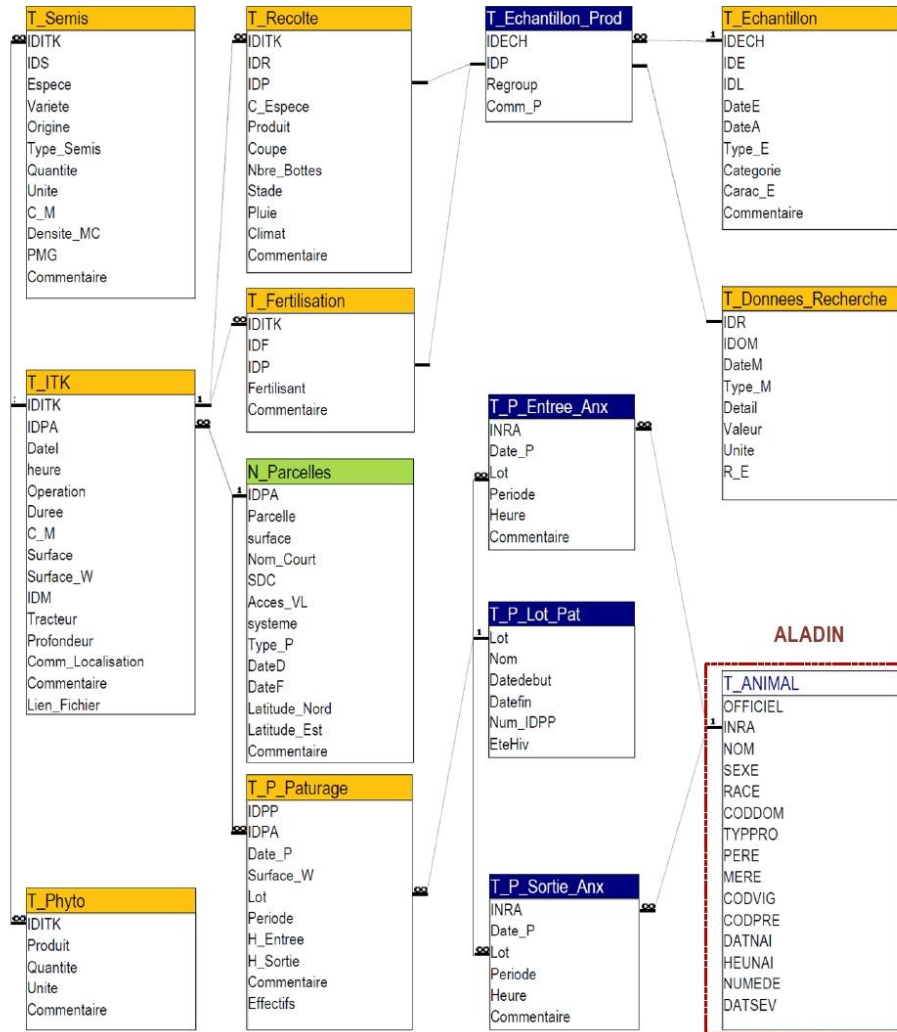 T_Semis
IDITK
IDS
Espece
Variete
Origine
Type_Semis
Quantite
Unite
C_M
Densite_MC
PMG
Commentaire
T_Recolte
IDITK
IDR
IDP
C_Espece
Produit
Coupe
Nbre_Bottes
Stade
Pluie
Climat
Commentaire
T_Echantillon_Prod
IDECH
IDP
Regroup
Comm_P
T_Echantillon
IDECH
IDE
IDL
DateE
DateA
Type_E
Categorie
Carac_E
Commentaire
T_Fertilisation
IDITK
IDF
IDP
Fertilisant
Commentaire
T_Donnees_Recherche
IDR
IDOM
DateM
Type_M
Detail
Valeur
Unite
R_E
T_ITK
IDITK
IDPA
DateI
heure
Operation
Duree
C_M
Surface
Surface_W
IDM
Tracteur
Profondeur
Comm_Localisation
Commentaire
Lien_Fichier
N_Parcelles
IDPA
Parcelle
surface
Nom_Court
SDC
Acces_VL
systeme
Type_P
DateD
DateF
Latitude_Nord
Latitude_Est
Commentaire
T_P_Entree_Anx
INRA
Date_P
Lot
Periode
Heure
Commentaire
T_P_Lot_Pat
Lot
Nom
Datedebut
Datefin
Num_IDPP
EteHiv
ALADIN
T_ANIMAL
OFFICIEL
INRA
NOM
SEXE
RACE
CODDOM
TYPPRO
PERE
MERE
CODVIG
CODPRE
DATNAI
HEUNAI
NUMEDE
DATSEV
T_P_Paturage
IDPP
IDPA
Date_P
Surface_W
Lot
Periode
H_Entree
H_Sortie
Commentaire
Effectifs
T_P_Sortie_Anx
INRA
Date_P
Lot
Periode
Heure
Commentaire
T_Phyto
IDITK
Produit
Quantite
Unite
Commentaire
1
1
1
1
1
∞
∞
∞
∞
∞
∞
∞
∞
∞
∞
∞
∞